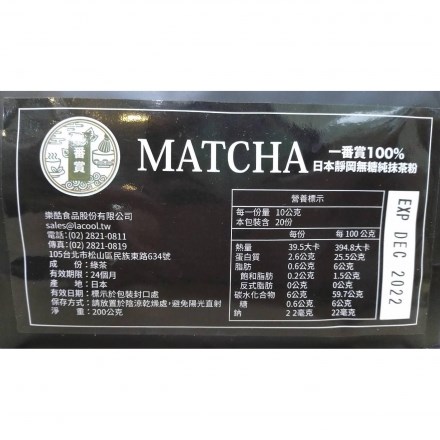 一番賞
MATCHA
一番賞100%
日本靜岡無糖純抹茶粉
樂酷食品股份有限公司
sales@lacool.tw
電話:(02) 2821-0811
傳真:(02) 2821-0819
105台北市松山區民族東路634號
成　　份：綠茶
有效期限：24個月
產　　地：日本
有效日期：標示於包裝封口處
保存方式：請放置於陰涼乾燥處,避免陽光直射
淨　　重：200公克
營養標示
每一份量 10公克
本包裝含 20份
每份 每 100 公克
熱量 39.5大卡 394.8大卡
蛋白質 2.6公克 25.5公克
脂肪 0.6公克 6公克
飽和脂肪 0.2公克 1.5公克
反式脂肪 0公克 0公克
碳水化合物 6公克 59.7公克
糖 0.6公克 6公克
鈉 2 2毫克 22毫克
EXP DEC 2022